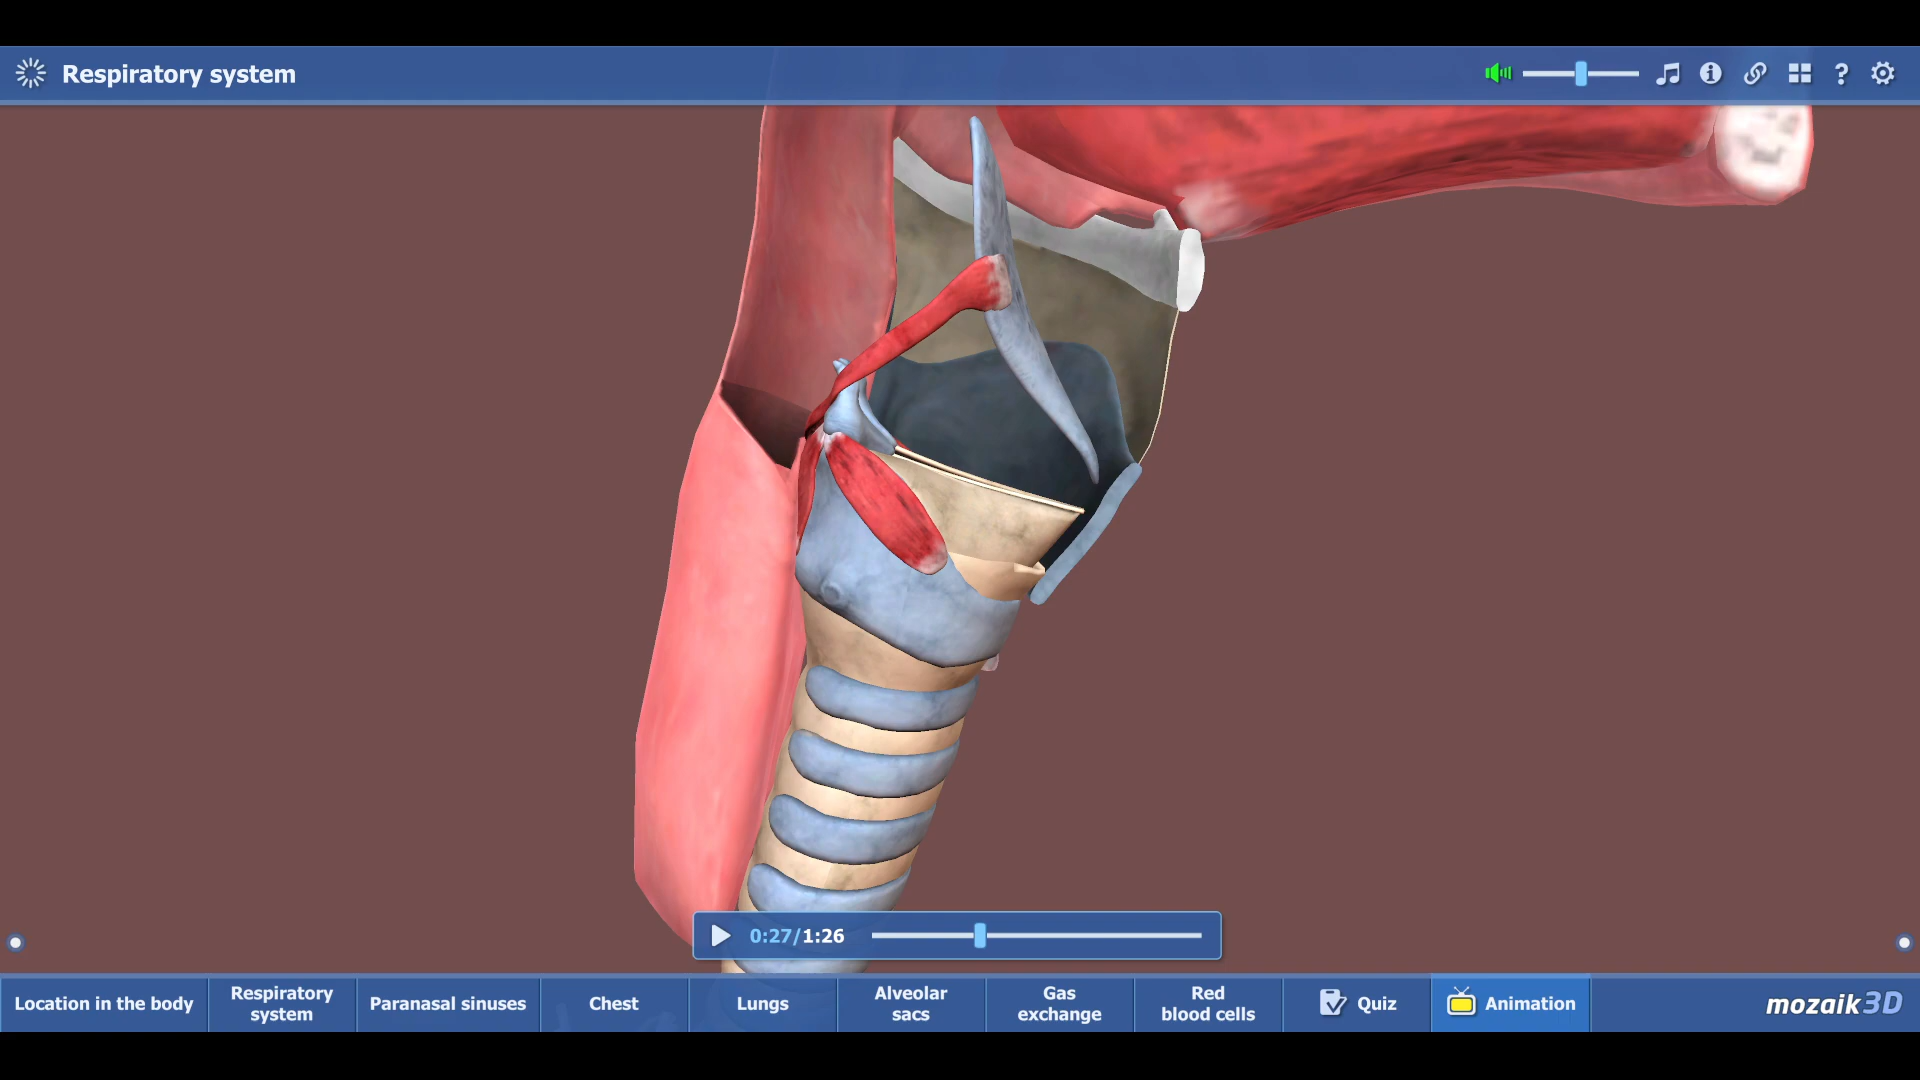 Respiratory system
?
0:27/1:26
Location in the body
Respiratory
system
Paranasal sinuses
Chest
Lungs
Alveolar
sacs
Gas
exchange
Red
blood cells
Quiz
Animation
mozaik3D